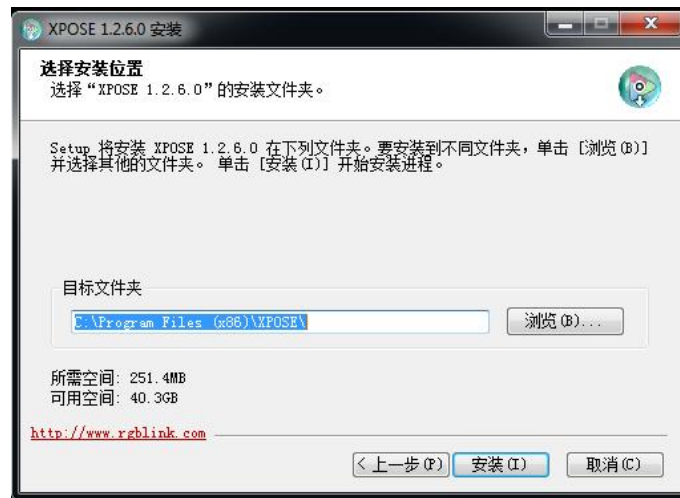 XPOSE 1.2.6.0 安装
选择安装位置
选择“XPOSE 1.2.6.0”的安装文件夹。
Setup 将安装 XPOSE 1.2.6.0 在下列文件夹。要安装到不同文件夹，单击 [浏览(B)]
并选择其他的文件夹。 单击 [安装(I)] 开始安装进程。
目标文件夹
C:\Program Files (x86)\XPOSE\
浏览(B)...
所需空间: 251.4MB
可用空间: 40.3GB
http://www.rgblink.com
<上一步(P)
安装(I)
取消(C)